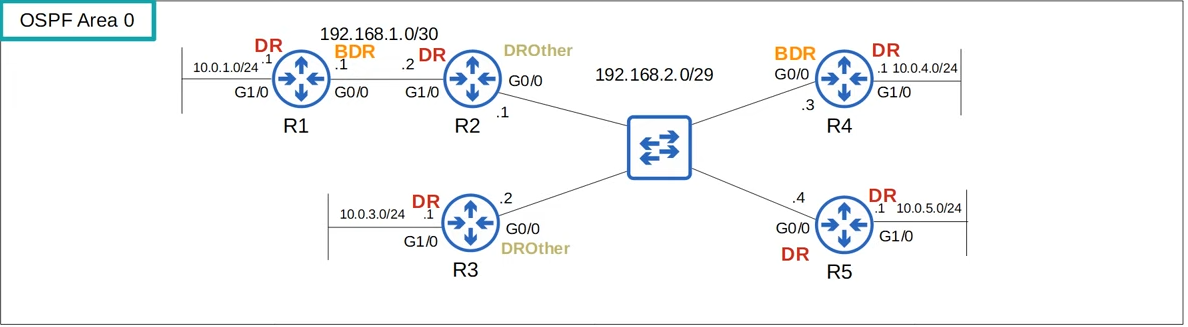 OSPF Area 0
192.168.1.0/30
DR
BDR
DR
DROther
10.0.1.0/24
.1
.1
.2
G1/0
G0/0
G1/0
G0/0
R1
R2
.1
192.168.2.0/29
BDR
DR
G0/0
.1
10.0.4.0/24
G1/0
.3
R4
DR
.2
10.0.3.0/24
.1
G1/0
G0/0
DROther
R3
.4
DR
.1
10.0.5.0/24
G0/0
G1/0
DR
R5